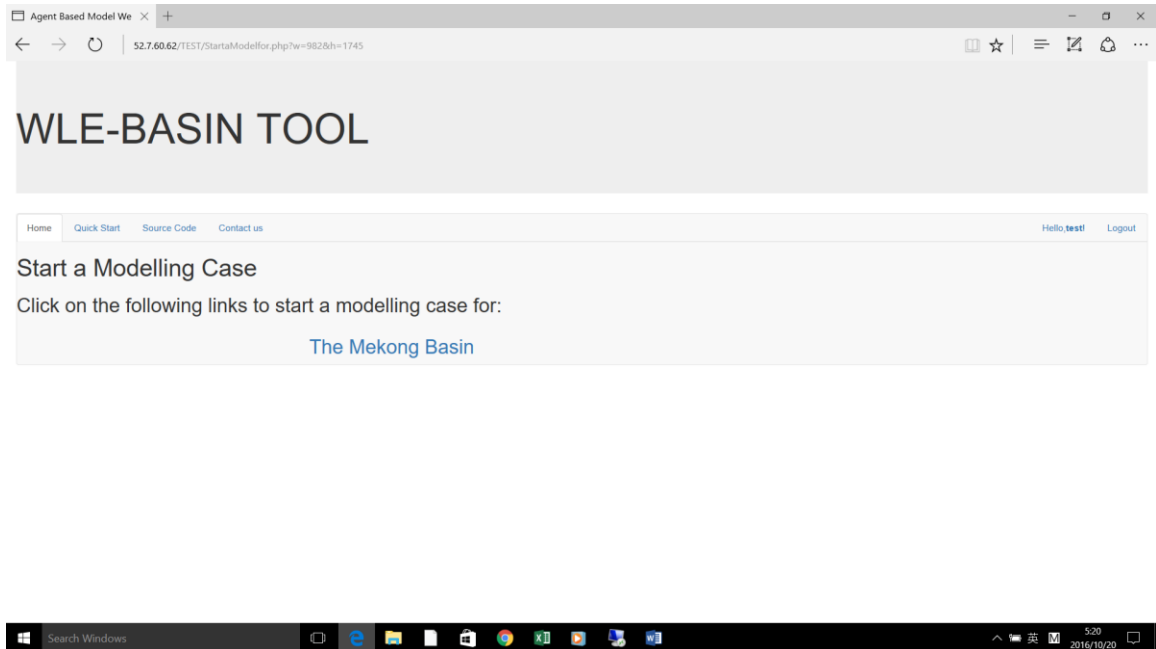 Agent Based Model We
52.7.60.62/TEST/StartaModelfor.php?w=982&h=1745
WLE-BASIN TOOL
Home Quick Start Source Code Contact us Hello,test! Logout
Start a Modelling Case
Click on the following links to start a modelling case for:
The Mekong Basin
Search Windows 英 M 5:20
2016/10/20